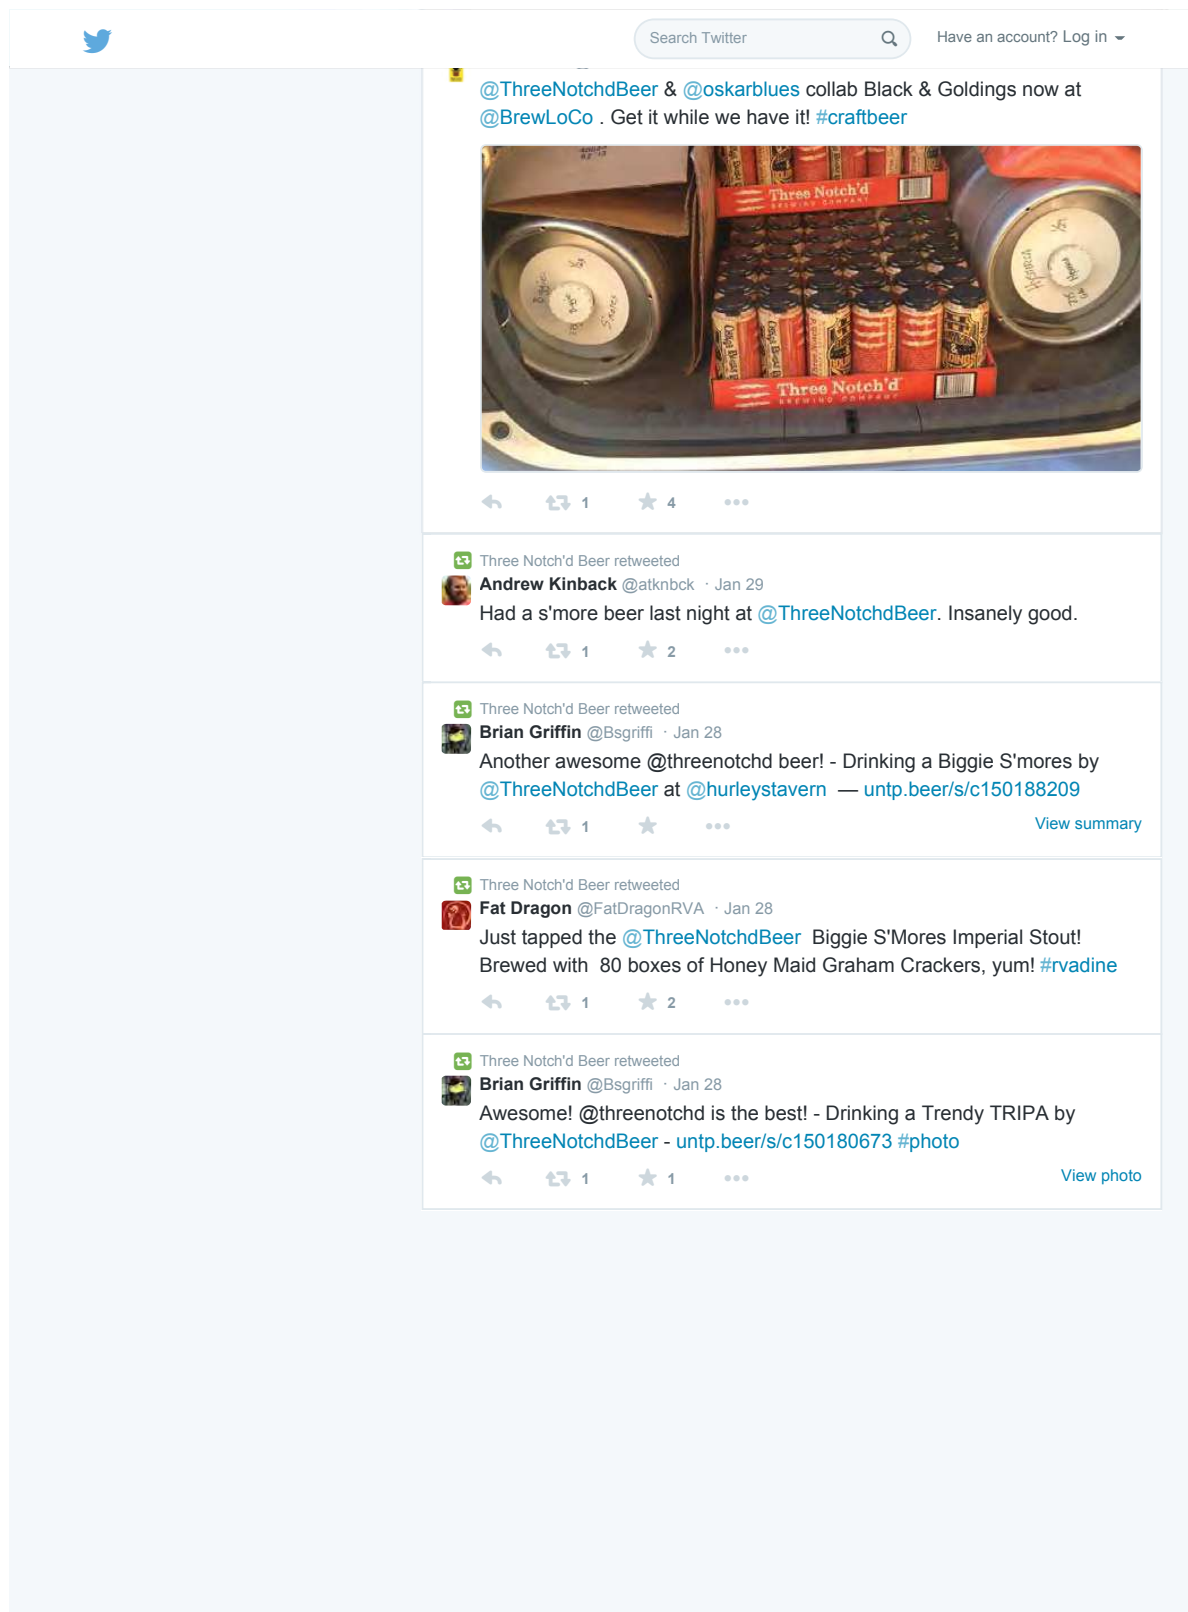 Search Twitter
Have an account? Log in
@ThreeNotchdBeer & @oskarblues collab Black & Goldings now at
@BrewLoCo . Get it while we have it! #craftbeer
Three Notch'd
BREWING COMPANY
Biggie
S'mores
Three Notch'd
BREWING COMPANY
1 4
Three Notch'd Beer retweeted
Andrew Kinback @atknbck · Jan 29
Had a s'more beer last night at @ThreeNotchdBeer. Insanely good.
1 2
Three Notch'd Beer retweeted
Brian Griffin @Bsgriffi · Jan 28
Another awesome @threenotchd beer! - Drinking a Biggie S'mores by
@ThreeNotchdBeer at @hurleystavern — untp.beer/s/c150188209
1 View summary
Three Notch'd Beer retweeted
Fat Dragon @FatDragonRVA · Jan 28
Just tapped the @ThreeNotchdBeer Biggie S'Mores Imperial Stout!
Brewed with 80 boxes of Honey Maid Graham Crackers, yum! #rvadine
1 2
Three Notch'd Beer retweeted
Brian Griffin @Bsgriffi · Jan 28
Awesome! @threenotchd is the best! - Drinking a Trendy TRIPA by
@ThreeNotchdBeer - untp.beer/s/c150180673 #photo
1 1 View photo